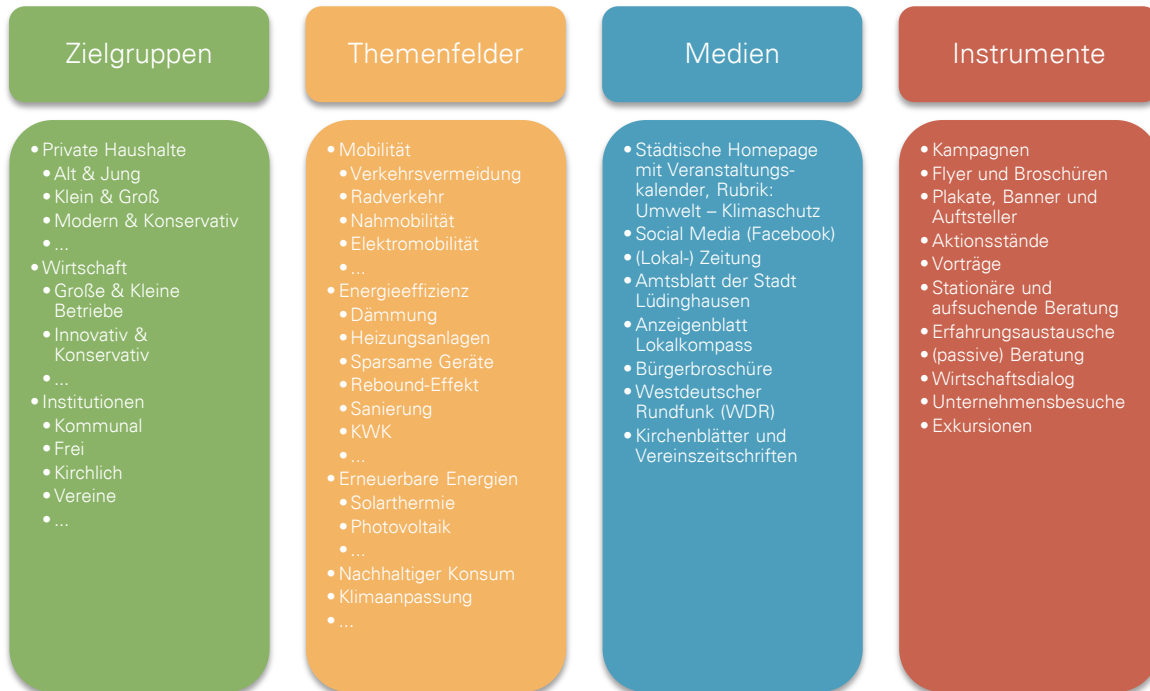 Zielgruppen
• Private Haushalte
• Alt & Jung
• Klein & Groß
• Modern & Konservativ
• ...
• Wirtschaft
• Große & Kleine
Betriebe
• Innovativ &
Konservativ
• ...
• Institutionen
• Kommunal
• Frei
• Kirchlich
• Vereine
• ...
Themenfelder
• Mobilität
• Verkehrsvermeidung
• Radverkehr
• Nahmobilität
• Elektromobilität
• ...
• Energieeffizienz
• Dämmung
• Heizungsanlagen
• Sparsame Geräte
• Rebound-Effekt
• Sanierung
• KWK
• ...
• Erneuerbare Energien
• Solarthermie
• Photovoltaik
• ...
• Nachhaltiger Konsum
• Klimaanpassung
• ...
Medien
• Städtische Homepage
mit Veranstaltungs-
kalender, Rubrik:
Umwelt – Klimaschutz
• Social Media (Facebook)
• (Lokal-) Zeitung
• Amtsblatt der Stadt
Lüdinghausen
• Anzeigenblatt
Lokalkompass
• Bürgerbroschüre
• Westdeutscher
Rundfunk (WDR)
• Kirchenblätter und
Vereinszeitschriften
Instrumente
• Kampagnen
• Flyer und Broschüren
• Plakate, Banner und
Auftsteller
• Aktionsstände
• Vorträge
• Stationäre und
aufsuchende Beratung
• Erfahrungsaustausche
• (passive) Beratung
• Wirtschaftsdialog
• Unternehmensbesuche
• Exkursionen